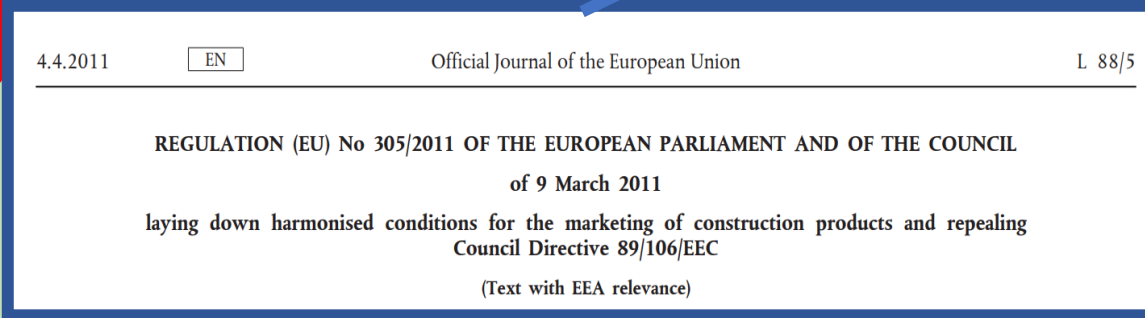 4.4.2011 EN Official Journal of the European Union L 88/5
REGULATION (EU) No 305/2011 OF THE EUROPEAN PARLIAMENT AND OF THE COUNCIL
of 9 March 2011
laying down harmonised conditions for the marketing of construction products and repealing
Council Directive 89/106/EEC
(Text with EEA relevance)